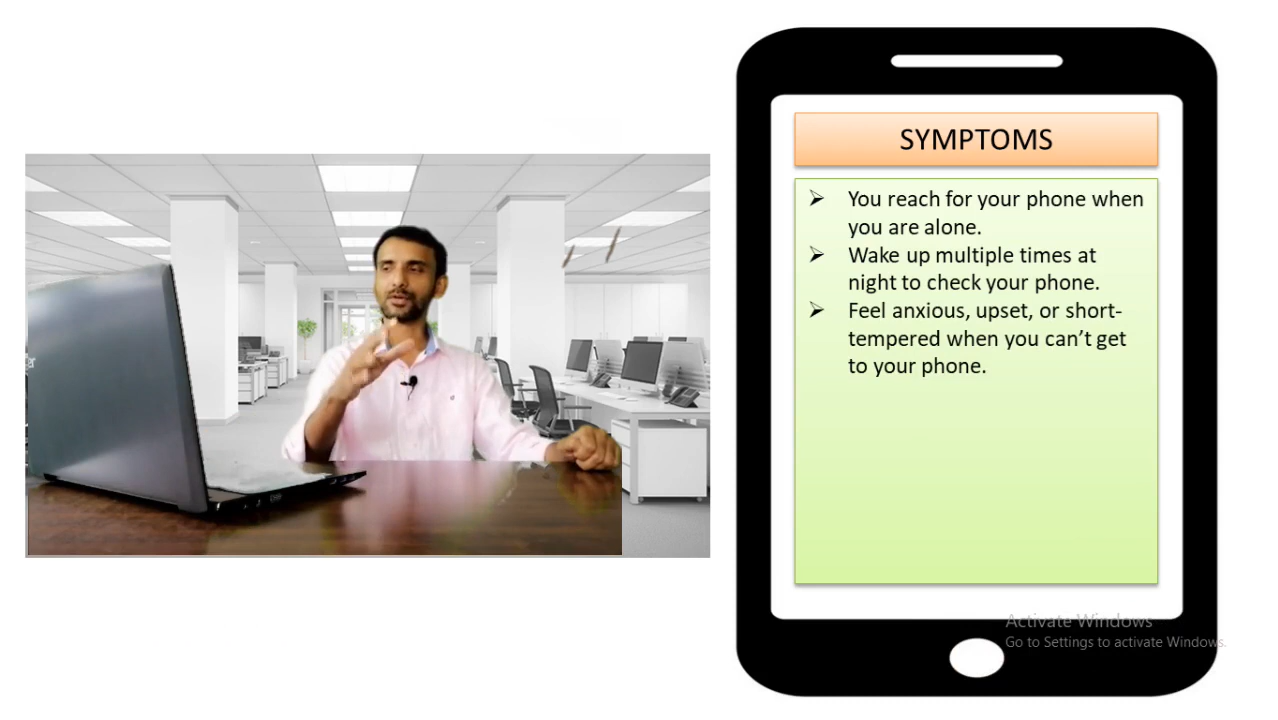 SYMPTOMS
➢ You reach for your phone when
you are alone.
➢ Wake up multiple times at
night to check your phone.
➢ Feel anxious, upset, or short-
tempered when you can’t get
to your phone.
Activate Windows
Go to Settings to activate Windows.